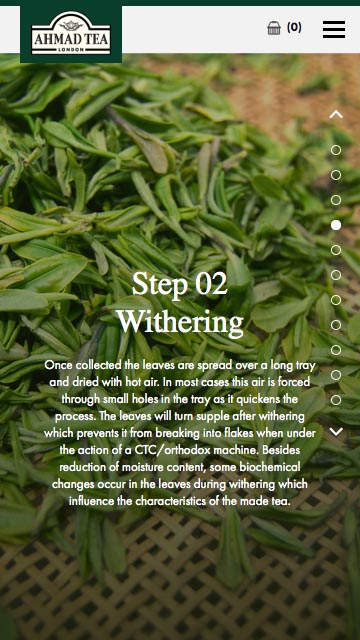 AHMAD TEA
LONDON
(0)
Step 02
Withering
Once collected the leaves are spread over a long tray
and dried with hot air. In most cases this air is forced
through small holes in the tray as it quickens the
process. The leaves will turn supple after withering
which prevents it from breaking into flakes when under
the action of a CTC/orthodox machine. Besides
reduction of moisture content, some biochemical
changes occur in the leaves during withering which
influence the characteristics of the made tea.